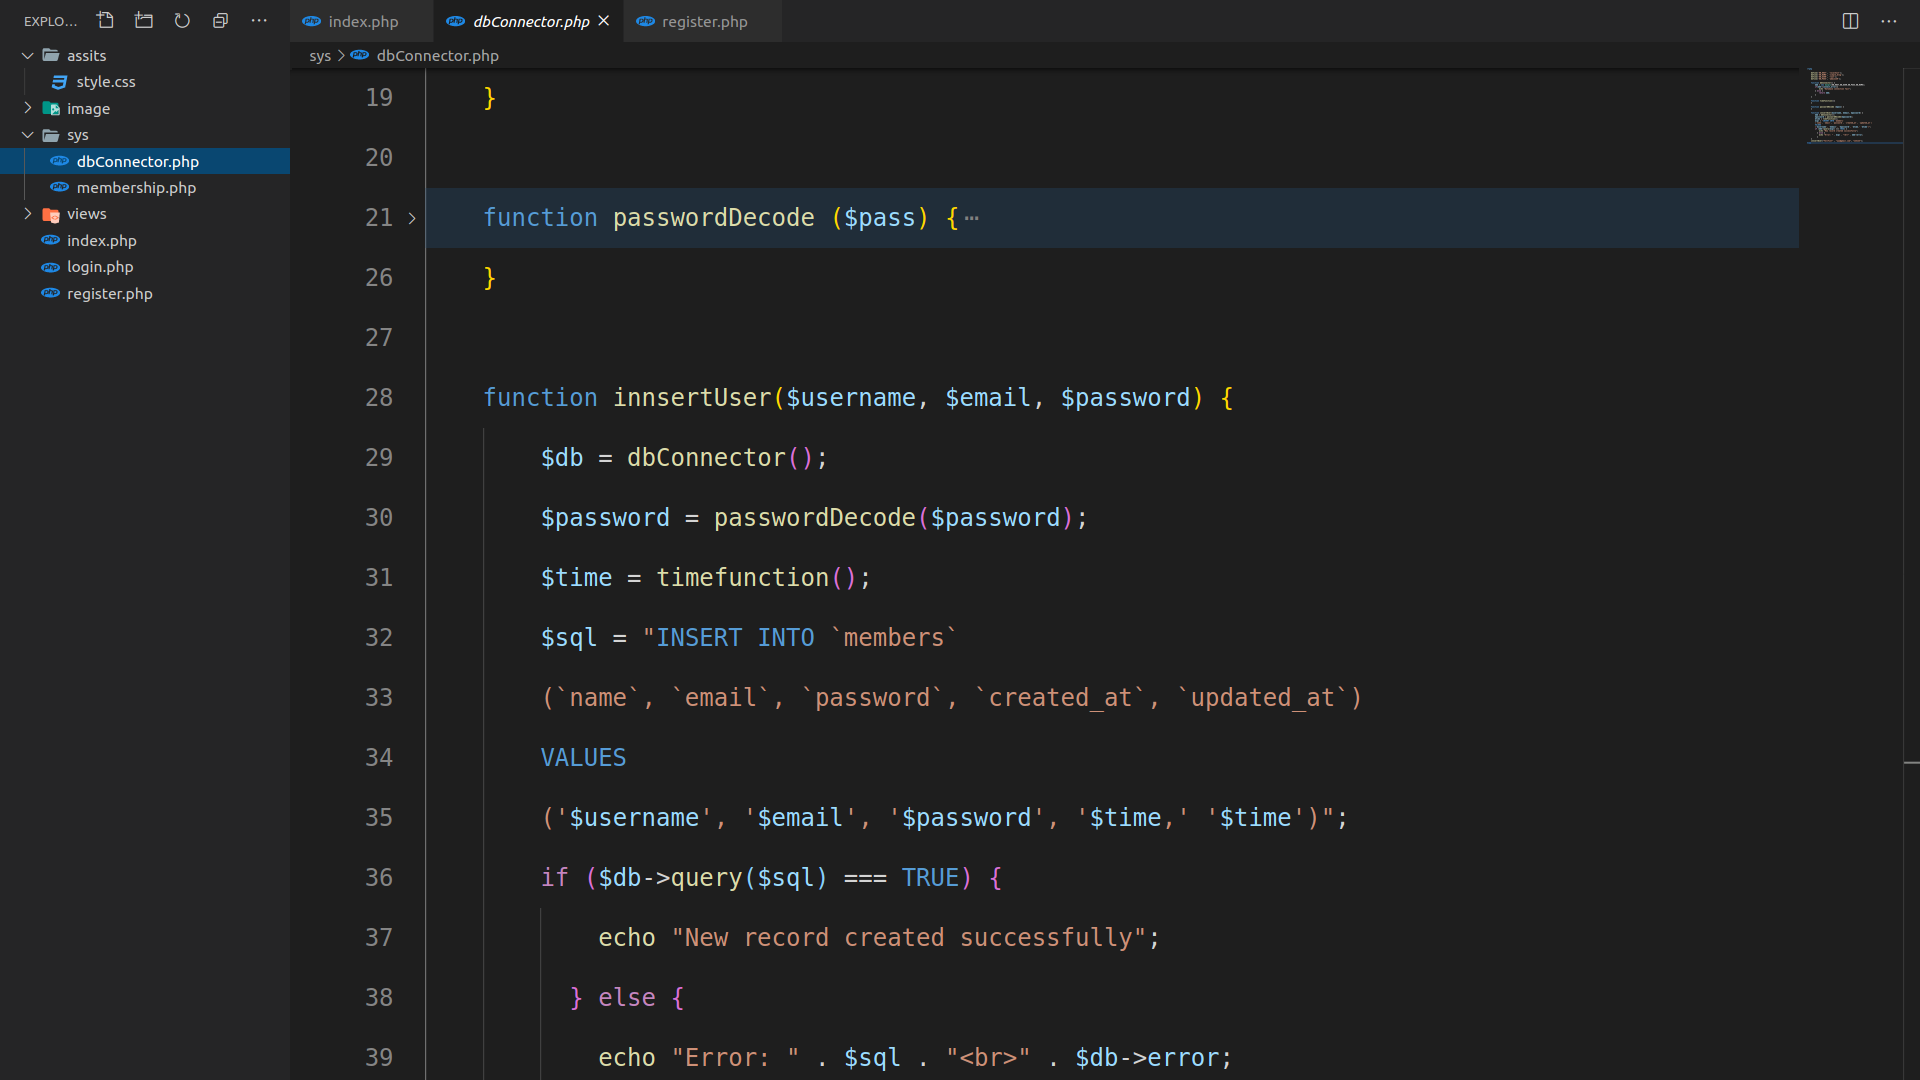 EXPLO...
assits
style.css
image
sys
dbConnector.php
membership.php
views
index.php
login.php
register.php
index.php
dbConnector.php
register.php
sys > dbConnector.php
19 }
20
21 function passwordDecode ($pass) {⋯
26 }
27
28 function innsertUser($username, $email, $password) {
29 $db = dbConnector();
30 $password = passwordDecode($password);
31 $time = timefunction();
32 $sql = "INSERT INTO `members`
33 (`name`, `email`, `password`, `created_at`, `updated_at`)
34 VALUES
35 ('$username', '$email', '$password', '$time,' '$time')";
36 if ($db->query($sql) === TRUE) {
37 echo "New record created successfully";
38 } else {
39 echo "Error: " . $sql . "<br>" . $db->error;